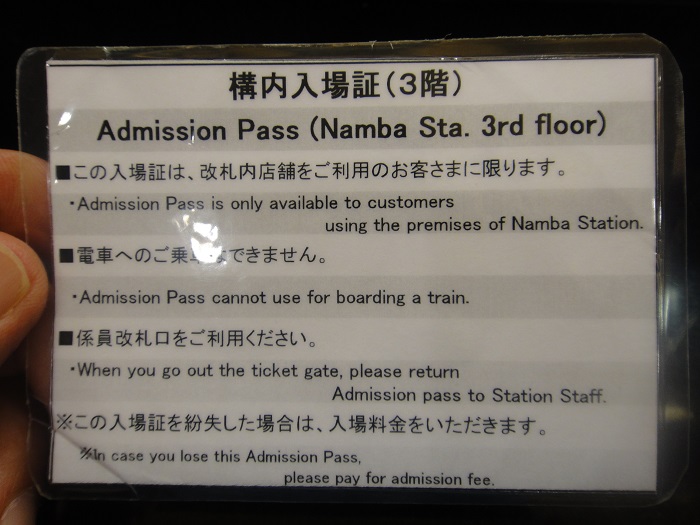 構内入場証(3階)
Admission Pass (Namba Sta. 3rd floor)
■この入場証は、改札内店舗をご利用のお客さまに限ります。
・Admission Pass is only available to customers
using the premises of Namba Station.
■電車へのご乗車はできません。
・Admission Pass cannot use for boarding a train.
■係員改札口をご利用ください。
・When you go out the ticket gate, please return
Admission pass to Station Staff.
※この入場証を紛失した場合は、入場料金をいただきます。
※In case you lose this Admission Pass,
please pay for admission fee.